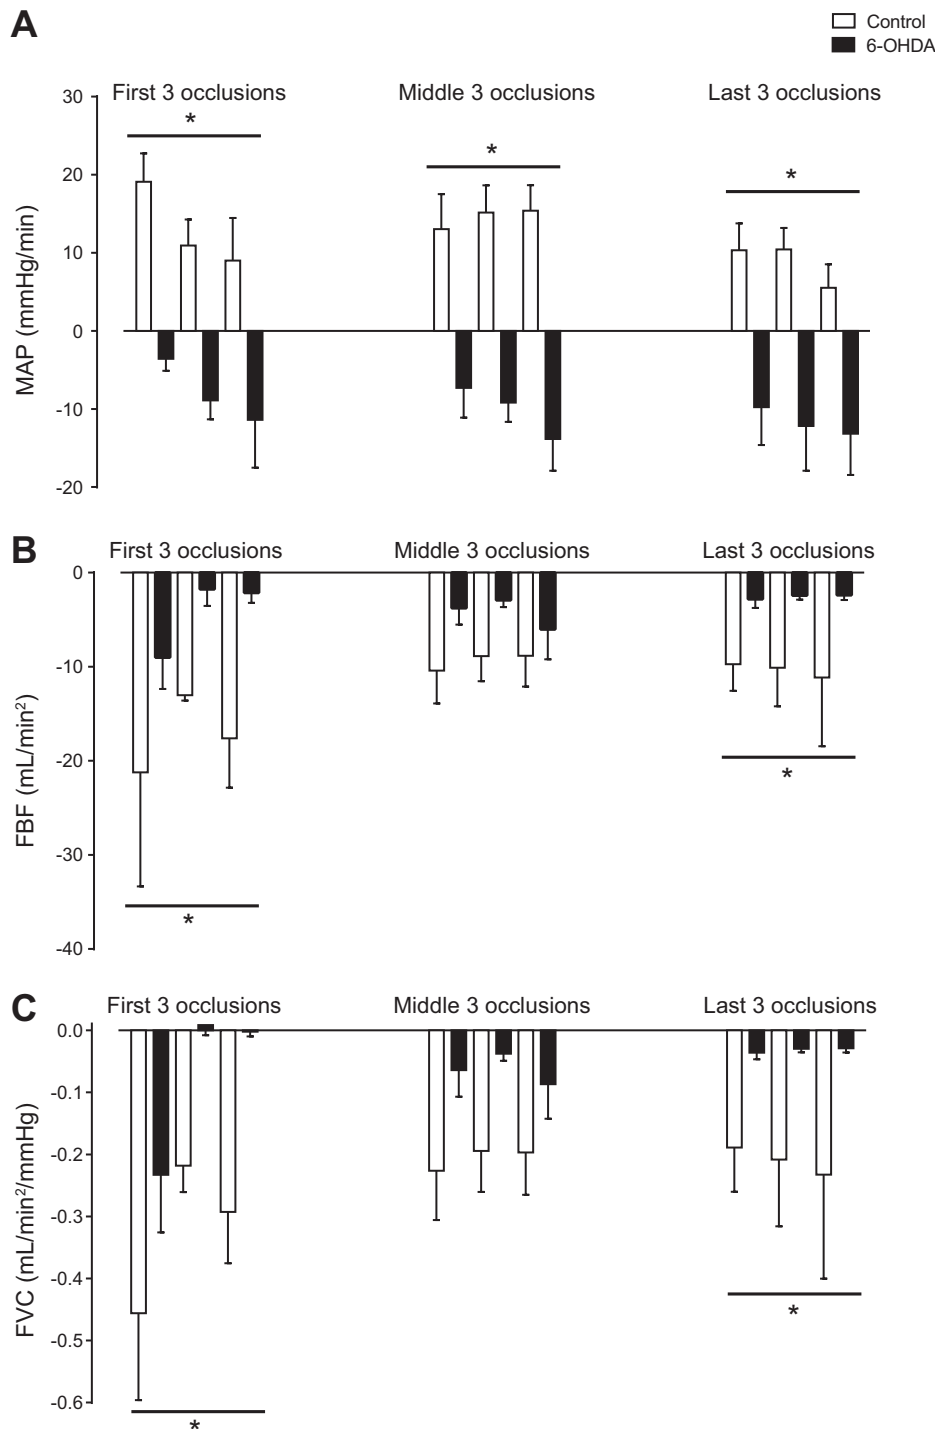 A
Control
6-OHDA
First 3 occlusions
Middle 3 occlusions
Last 3 occlusions
*
*
*
30
20
10
0
-10
-20
MAP (mmHg/min)
B
First 3 occlusions
Middle 3 occlusions
Last 3 occlusions
0
-10
-20
-30
-40
FBF (mL/min²)
*
*
C
First 3 occlusions
Middle 3 occlusions
Last 3 occlusions
0.0
-0.1
-0.2
-0.3
-0.4
-0.5
-0.6
FVC (mL/min²/mmHg)
*
*